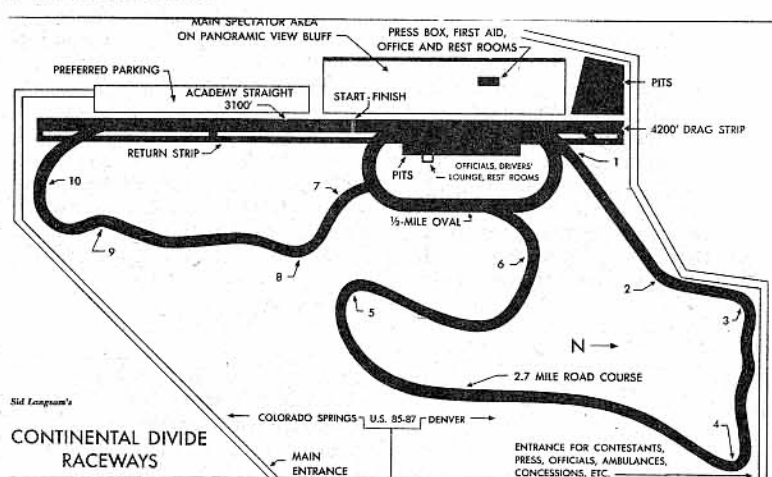 MAIN SPECTATOR AREA
ON PANORAMIC VIEW BLUFF
PRESS BOX, FIRST AID,
OFFICE AND REST ROOMS
PREFERRED PARKING
ACADEMY STRAIGHT
3100'
START-FINISH
PITS
4200' DRAG STRIP
RETURN STRIP
PITS
OFFICIALS, DRIVERS'
LOUNGE, REST ROOMS
1
10
7
½-MILE OVAL
9
8
6
2
5
3
N
2.7 MILE ROAD COURSE
Sid Langsam's
CONTINENTAL DIVIDE
RACEWAYS
COLORADO SPRINGS
U.S. 85-87
DENVER
4
MAIN
ENTRANCE
ENTRANCE FOR CONTESTANTS,
PRESS, OFFICIALS, AMBULANCES,
CONCESSIONS, ETC.